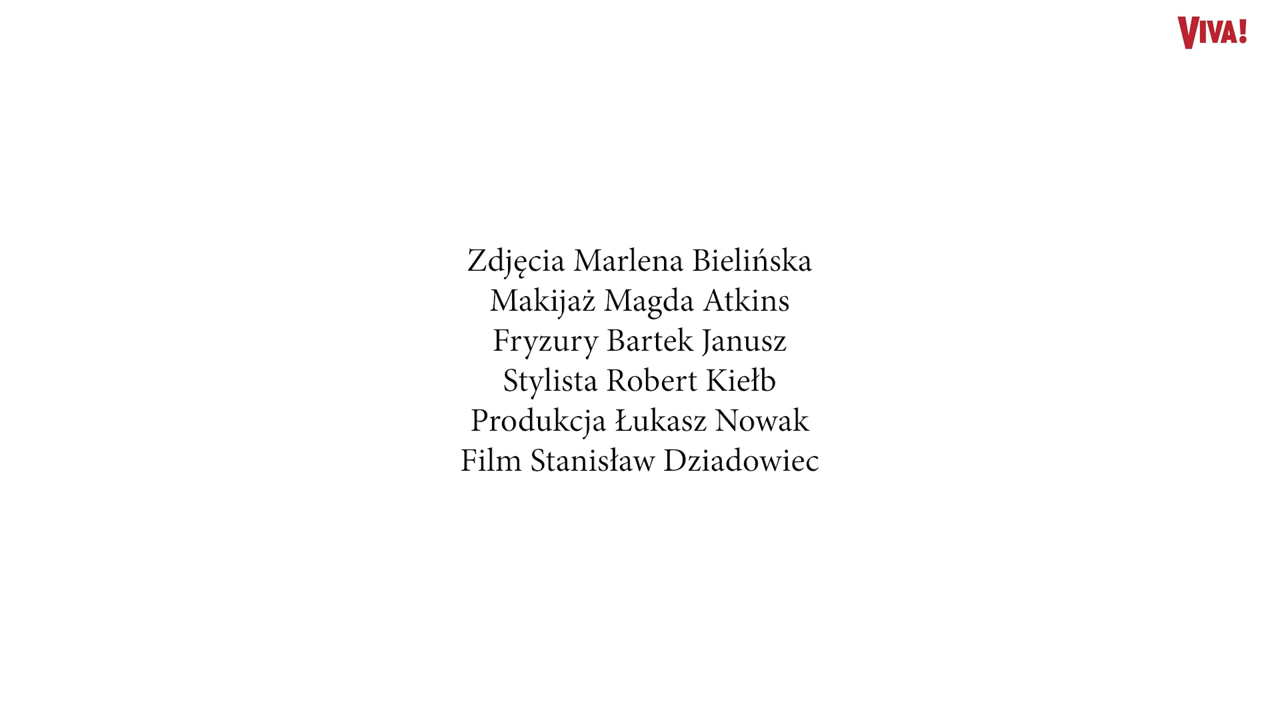 VIVA!
Zdjęcia Marlena Bielińska
Makijaż Magda Atkins
Fryzury Bartek Janusz
Stylista Robert Kiełb
Produkcja Łukasz Nowak
Film Stanisław Dziadowiec